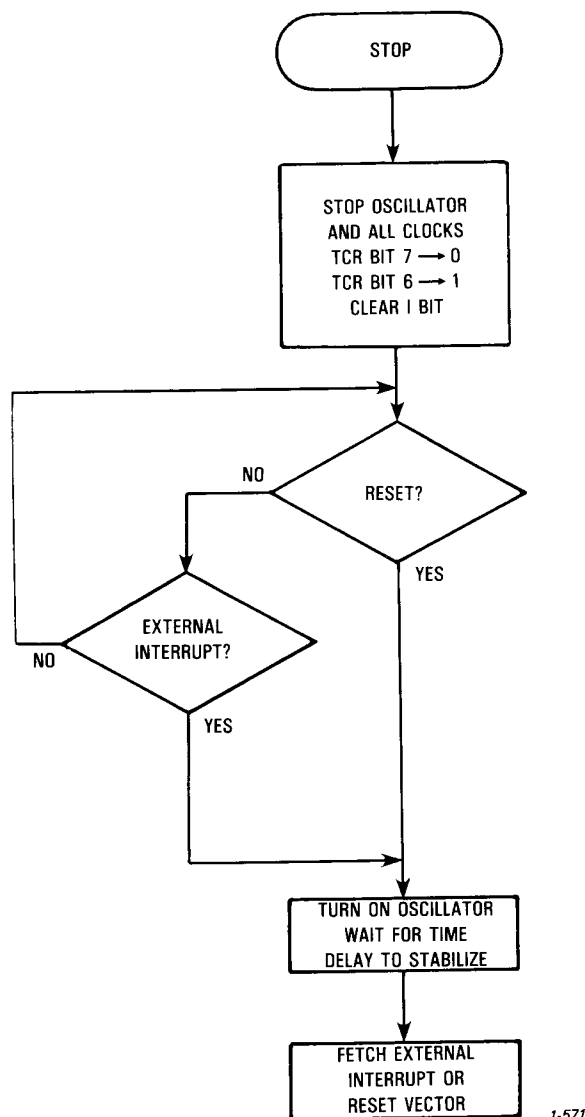 STOP
STOP OSCILLATOR
AND ALL CLOCKS
TCR BIT 7 → 0
TCR BIT 6 → 1
CLEAR I BIT
NO
RESET?
YES
EXTERNAL
INTERRUPT?
NO
YES
TURN ON OSCILLATOR
WAIT FOR TIME
DELAY TO STABILIZE
FETCH EXTERNAL
INTERRUPT OR
RESET VECTOR
1-571